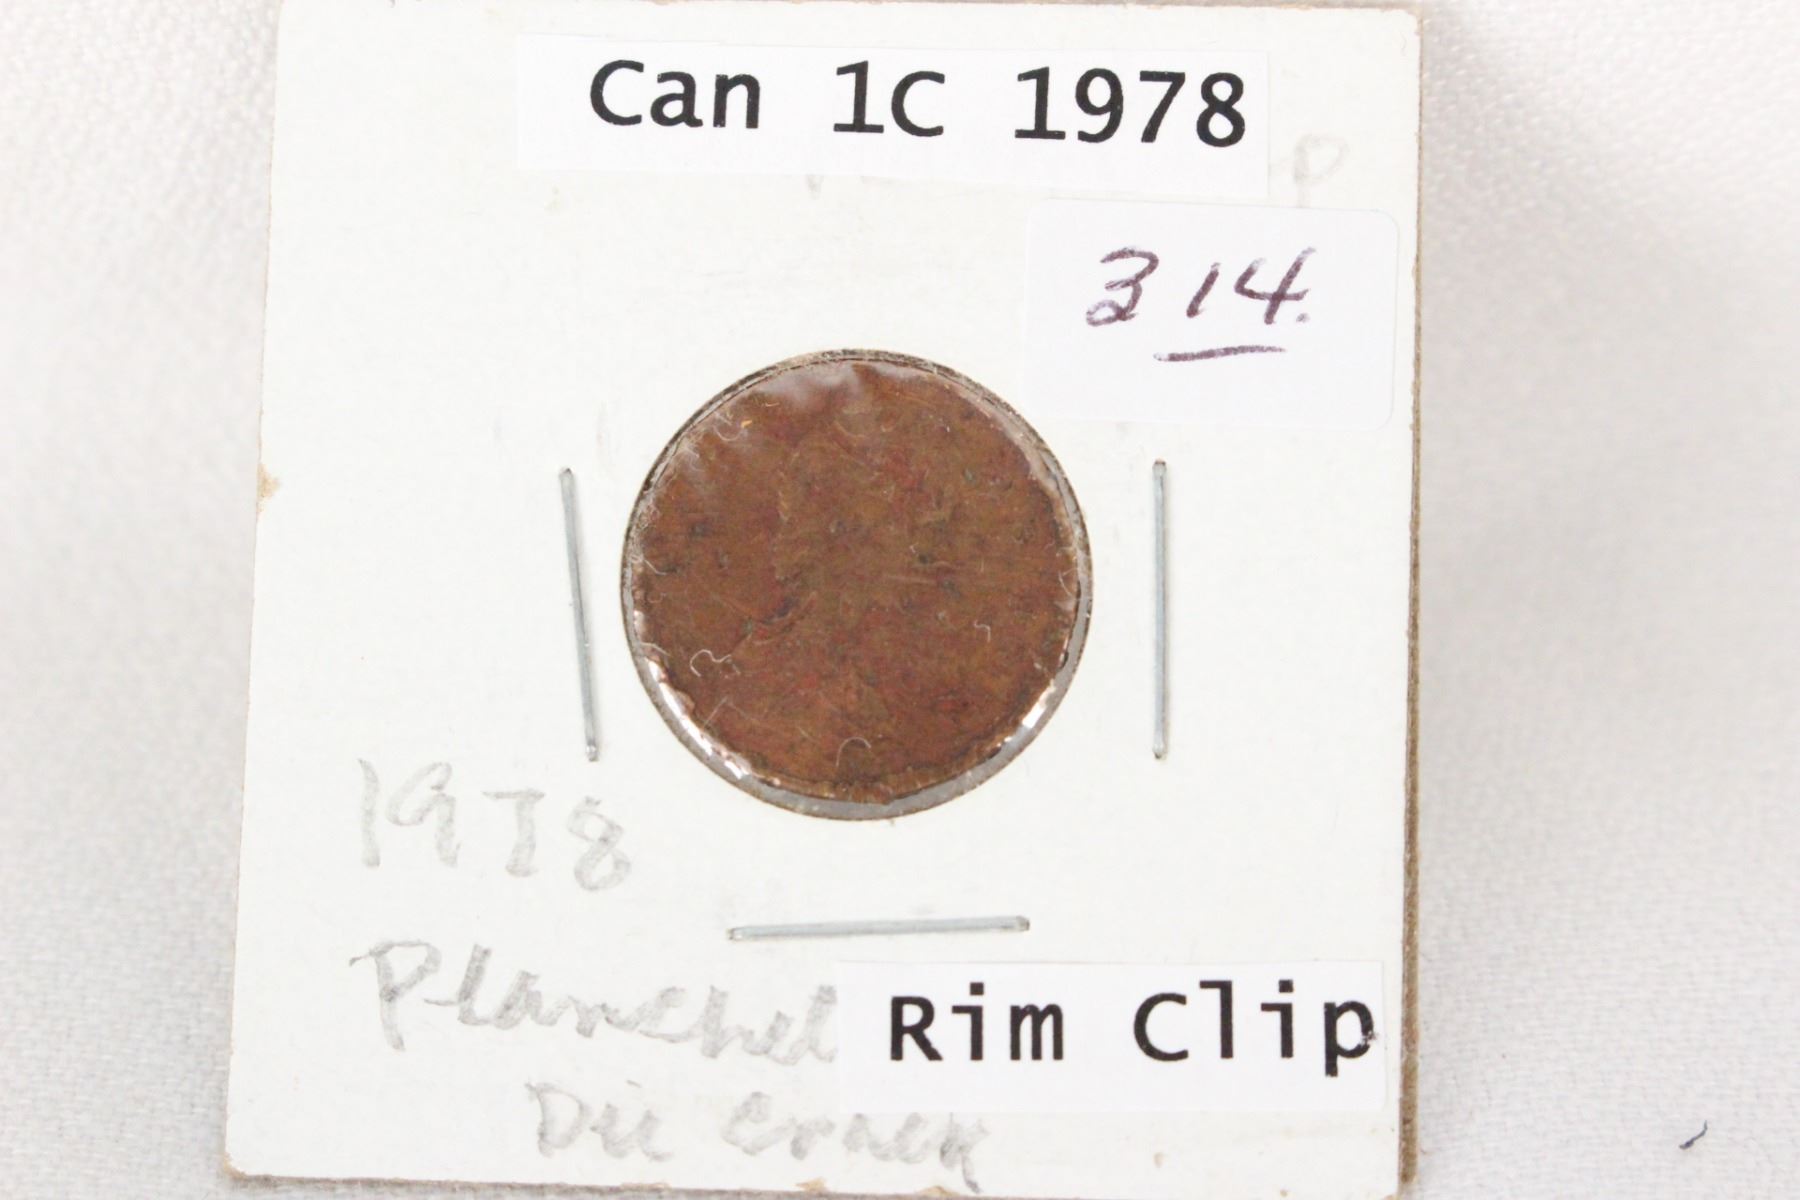 Can 1C 1978
314.
1978
Planchet
Rim Clip
Die Crack